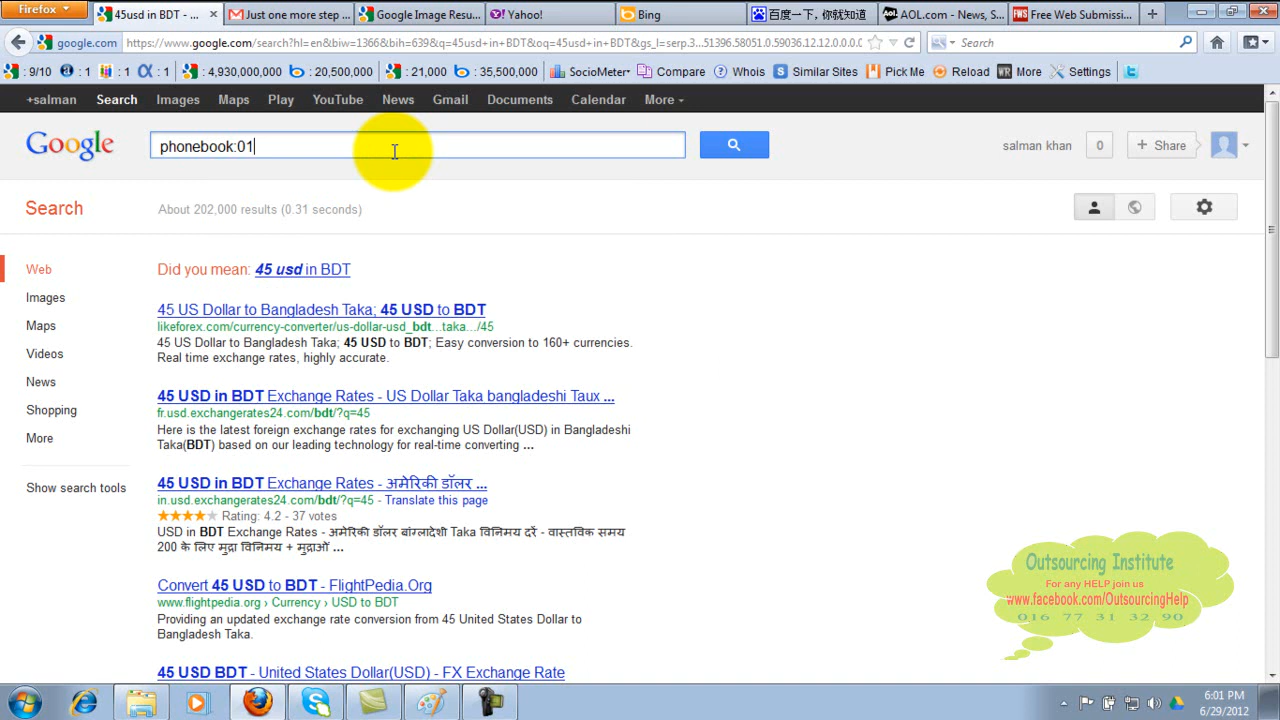 Firefox
45usd in BDT - ...
Just one more step ...
Google Image Resu...
Yahoo!
Bing
百度一下，你就知道
AOL.com - News, S...
Free Web Submissi...
google.com
https://www.google.com/search?hl=en&biw=1366&bih=639&q=45usd+in+BDT&oq=45usd+in+BDT&gs_l=serp.3...51396.58051.0.59036.12.12.0.0.0.0
Search
: 9/10 : 1 : 1 : 1 : 4,930,000 : 20,500,000 : 21,000 : 35,500,000 SocioMeter Compare Whois Similar Sites Pick Me Reload More Settings
+salman Search Images Maps Play YouTube News Gmail Documents Calendar More
Google
phonebook:01
salman khan 0 + Share
Search About 202,000 results (0.31 seconds)
Web
Images
Maps
Videos
News
Shopping
More
Show search tools
Did you mean: 45 usd in BDT
45 US Dollar to Bangladesh Taka; 45 USD to BDT
likeforex.com/currency-converter/us-dollar-usd_bdt...taka.../45
45 US Dollar to Bangladesh Taka; 45 USD to BDT; Easy conversion to 160+ currencies.
Real time exchange rates, highly accurate.
45 USD in BDT Exchange Rates - US Dollar Taka bangladeshi Taux ...
fr.usd.exchangerates24.com/bdt/?q=45
Here is the latest foreign exchange rates for exchanging US Dollar(USD) in Bangladeshi
Taka(BDT) based on our leading technology for real-time converting ...
45 USD in BDT Exchange Rates - अमेरिकी डॉलर ...
in.usd.exchangerates24.com/bdt/?q=45 - Translate this page
Rating: 4.2 - 37 votes
USD in BDT Exchange Rates - अमेरिकी डॉलर बांग्लादेशी Taka विनिमय दरें - वास्तविक समय
200 के लिए मुद्रा विनिमय + मुद्राओं ...
Convert 45 USD to BDT - FlightPedia.Org
www.flightpedia.org › Currency › USD to BDT
Providing an updated exchange rate conversion from 45 United States Dollar to
Bangladesh Taka.
45 USD BDT - United States Dollar(USD) - FX Exchange Rate
Outsourcing Institute
For any HELP join us
www.facebook.com/OutsourcingHelp
016 77 31 32 90
6:01 PM
6/29/2012